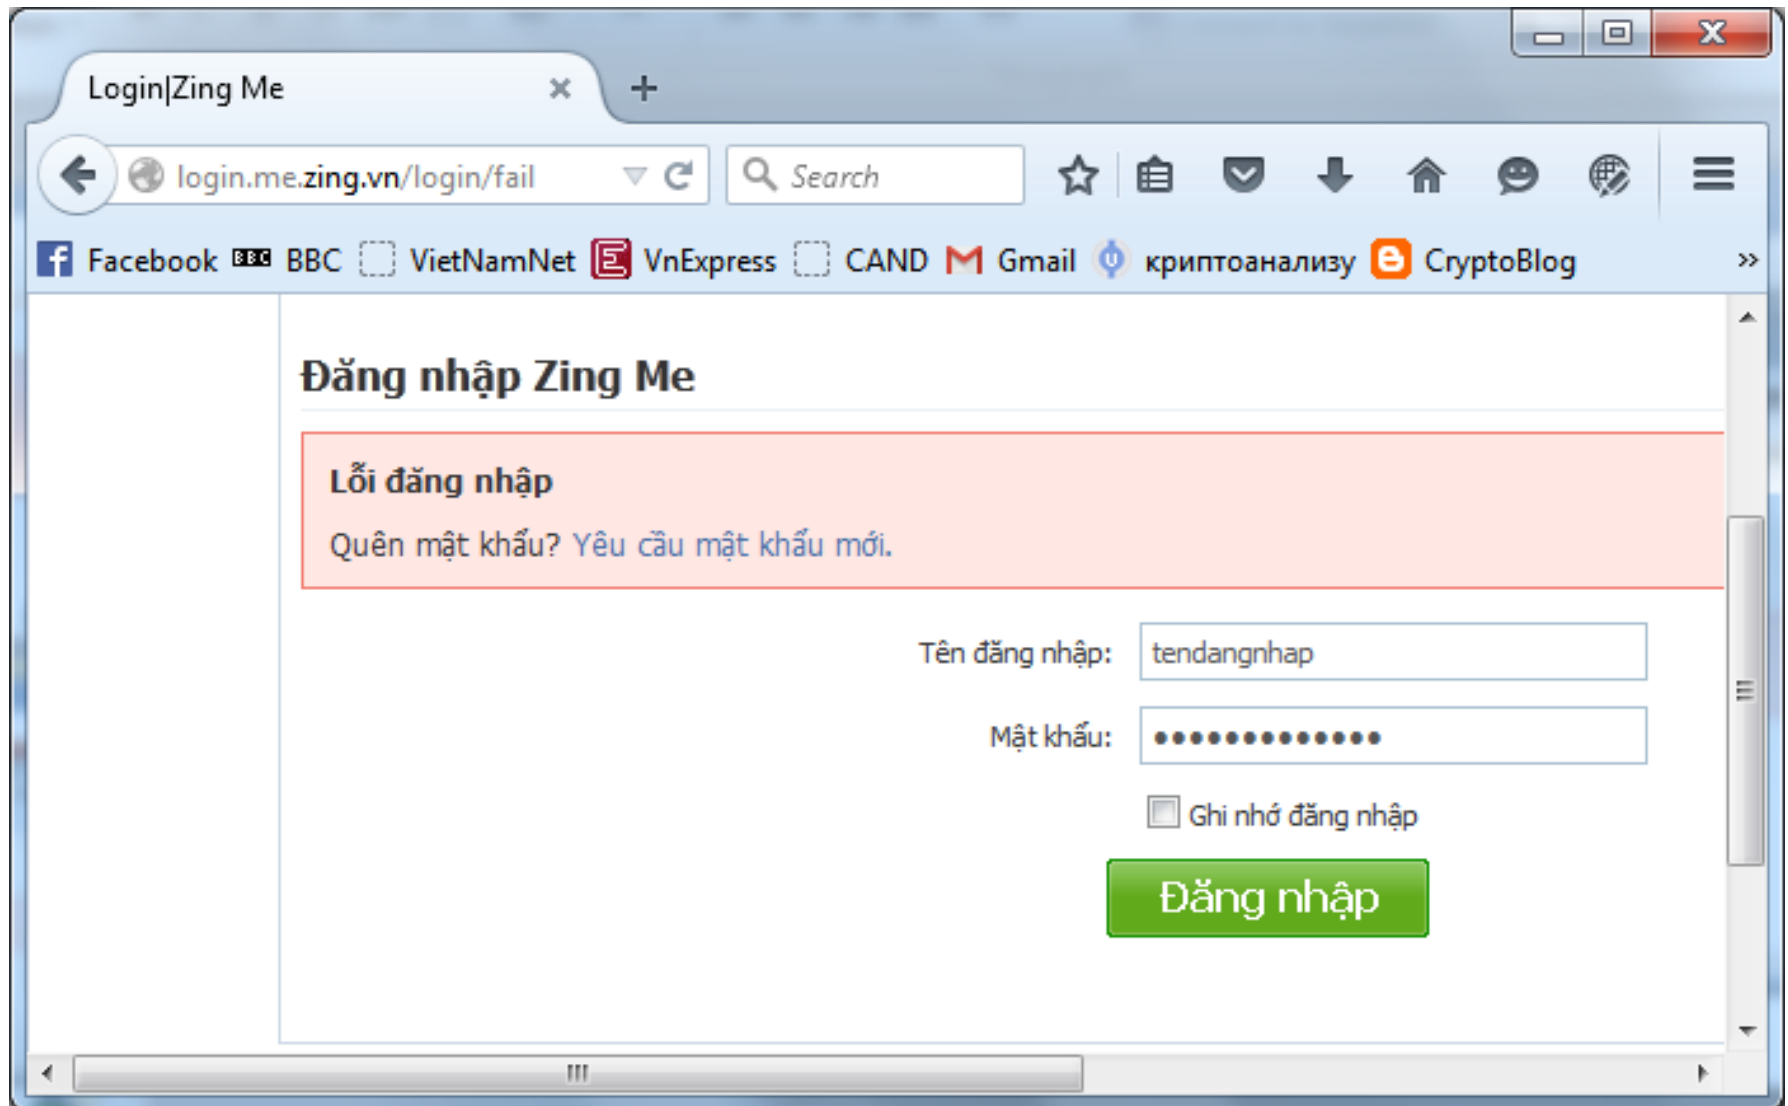 Login|Zing Me
login.me.zing.vn/login/fail
Search
Facebook BBC BBC VietNamNet E VnExpress CAND Gmail криптоанализу CryptoBlog
Đăng nhập Zing Me
Lỗi đăng nhập
Quên mật khẩu? Yêu cầu mật khẩu mới.
Tên đăng nhập: tendangnhap
Mật khẩu: •••••••••••••
Ghi nhớ đăng nhập
Đăng nhập